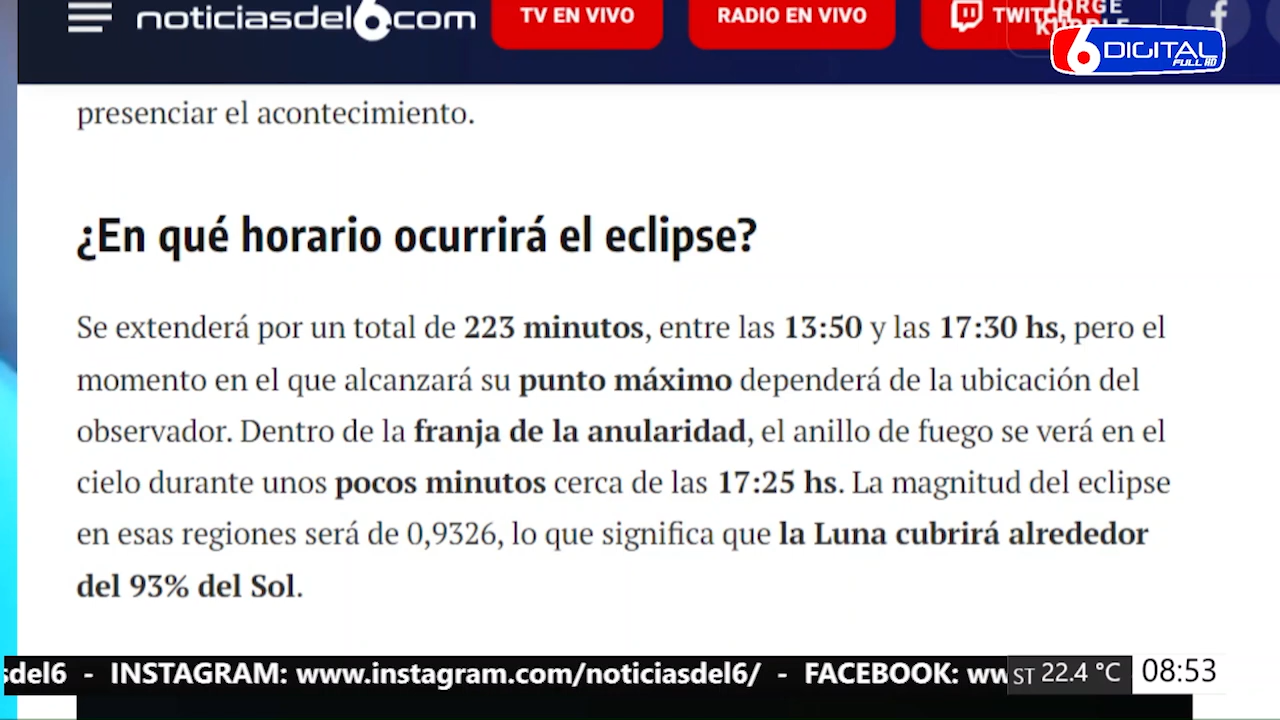 noticiasdel6.com
TV EN VIVO
RADIO EN VIVO
TWITCH
JORGE
KURRLE
6 DIGITAL
FULL HD
presenciar el acontecimiento.
¿En qué horario ocurrirá el eclipse?
Se extenderá por un total de 223 minutos, entre las 13:50 y las 17:30 hs, pero el
momento en el que alcanzará su punto máximo dependerá de la ubicación del
observador. Dentro de la franja de la anularidad, el anillo de fuego se verá en el
cielo durante unos pocos minutos cerca de las 17:25 hs. La magnitud del eclipse
en esas regiones será de 0,9326, lo que significa que la Luna cubrirá alrededor
del 93% del Sol.
sdel6 - INSTAGRAM: www.instagram.com/noticiasdel6/ - FACEBOOK: ww
ST 22.4 °C
08:53